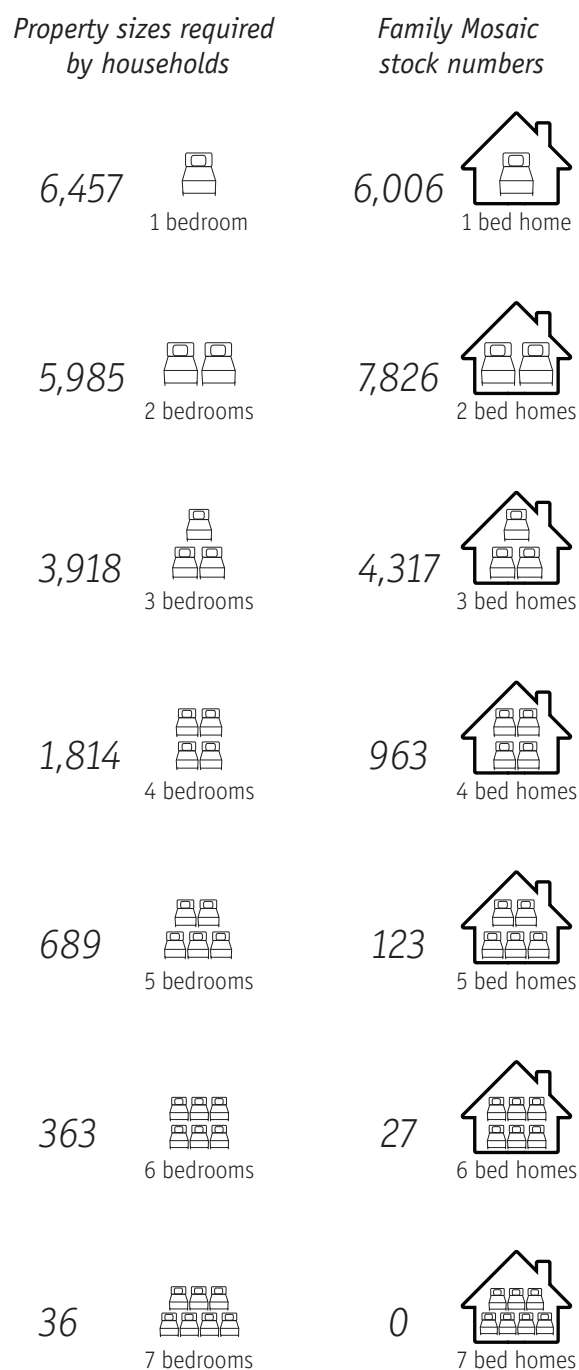 Property sizes required
by households
Family Mosaic
stock numbers
6,457
1 bedroom
6,006
1 bed home
5,985
2 bedrooms
7,826
2 bed homes
3,918
3 bedrooms
4,317
3 bed homes
1,814
4 bedrooms
963
4 bed homes
689
5 bedrooms
123
5 bed homes
363
6 bedrooms
27
6 bed homes
36
7 bedrooms
0
7 bed homes